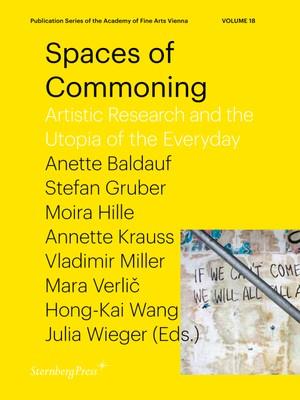 Publication Series of the Academy of Fine Arts Vienna VOLUME 18
Spaces of
Commoning
Artistic Research and the
Utopia of the Everyday
Anette Baldauf
Stefan Gruber
Moira Hille
Annette Krauss
Vladimir Miller
Mara Verlič
Hong-Kai Wang
Julia Wieger (Eds.)
IF WE CAN'T COME
WE WILL ALL
SternbergPress